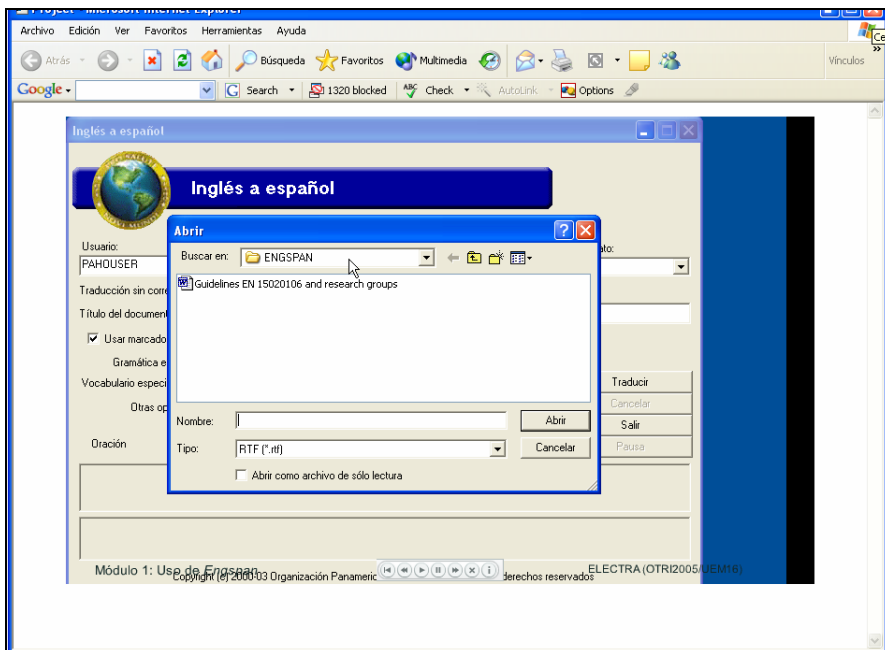 Project - Microsoft Internet Explorer
Archivo Edición Ver Favoritos Herramientas Ayuda
Ce
Atrás Búsqueda Favoritos Multimedia Vínculos
Google Search 1320 blocked Check AutoLink Options
Inglés a español
Inglés a español
Abrir
Usuario:
Buscar en: ENGSPAN
ato:
PAHOUSER
Guidelines EN 15020106 and research groups
Traducción sin corre
Título del document
Usar marcado
Gramática e
Vocabulario especi
Traducir
Otras op
Cancelar
Nombre: Abrir
Salir
Oración
Tipo: RTF (*.rtf) Cancelar
Pausa
Abrir como archivo de sólo lectura
Módulo 1: Uso de Engspan ELECTRA (OTRI2005/UEM16)
Copyright (c) 2000-03 Organización Panameric derechos reservados